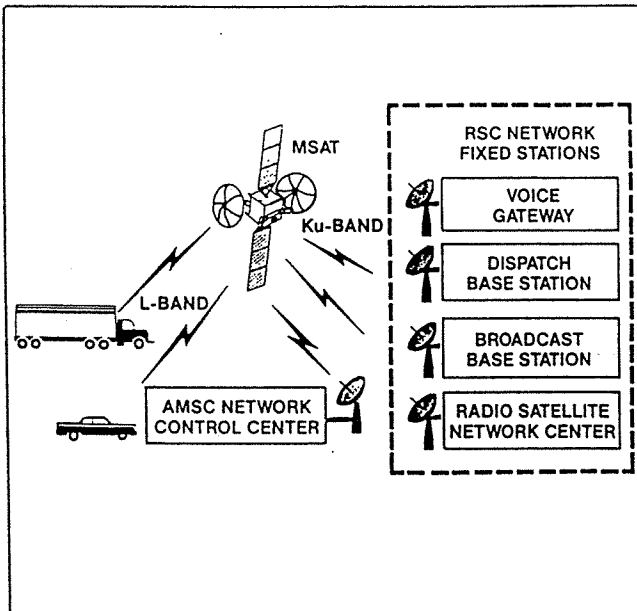 MSAT
Ku-BAND
L-BAND
AMSC NETWORK
CONTROL CENTER
RSC NETWORK
FIXED STATIONS
VOICE
GATEWAY
DISPATCH
BASE STATION
BROADCAST
BASE STATION
RADIO SATELLITE
NETWORK CENTER